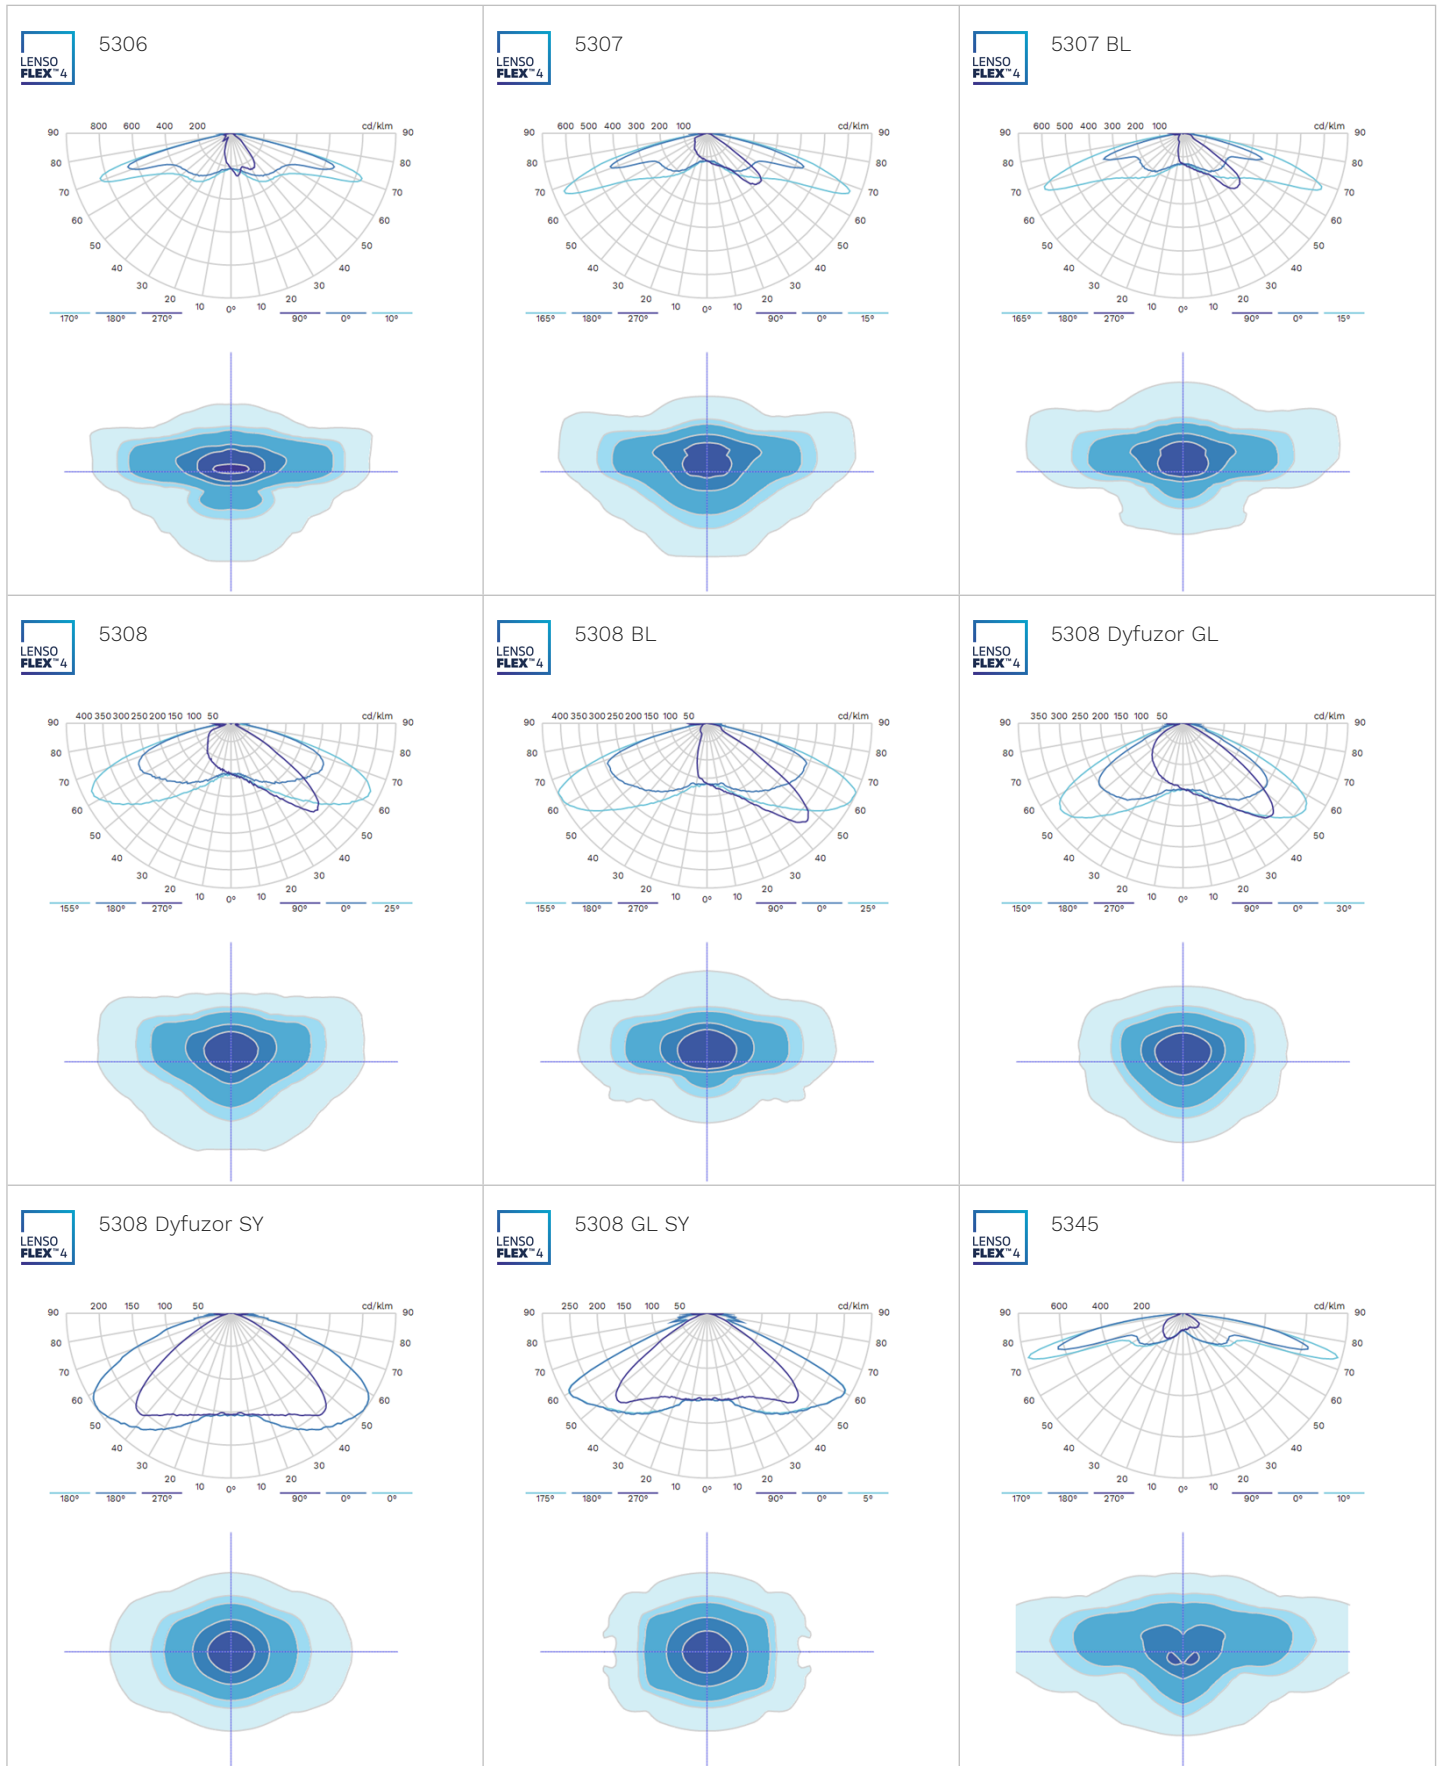 5306
LENSO
FLEX™4
90 800 600 400 200 cd/klm 90
80 80
70 70
60 60
50 50
40 40
30 30
20 10 0° 10 20
170° 180° 270° 90° 0° 10°
5307
LENSO
FLEX™4
90 600 500 400 300 200 100 cd/klm 90
80 80
70 70
60 60
50 50
40 40
30 30
20 10 0° 10 20
165° 180° 270° 90° 0° 15°
5307 BL
LENSO
FLEX™4
90 600 500 400 300 200 100 cd/klm 90
80 80
70 70
60 60
50 50
40 40
30 30
20 10 0° 10 20
165° 180° 270° 90° 0° 15°
5308
LENSO
FLEX™4
90 400 350 300 250 200 150 100 50 cd/klm 90
80 80
70 70
60 60
50 50
40 40
30 30
20 10 0° 10 20
155° 180° 270° 90° 0° 25°
5308 BL
LENSO
FLEX™4
90 400 350 300 250 200 150 100 50 cd/klm 90
80 80
70 70
60 60
50 50
40 40
30 30
20 10 0° 10 20
155° 180° 270° 90° 0° 25°
5308 Dyfuzor GL
LENSO
FLEX™4
90 350 300 250 200 150 100 50 cd/klm 90
80 80
70 70
60 60
50 50
40 40
30 30
20 10 0° 10 20
150° 180° 270° 90° 0° 30°
5308 Dyfuzor SY
LENSO
FLEX™4
90 200 150 100 50 cd/klm 90
80 80
70 70
60 60
50 50
40 40
30 30
20 10 0° 10 20
180° 180° 270° 90° 0° 0°
5308 GL SY
LENSO
FLEX™4
90 250 200 150 100 50 cd/klm 90
80 80
70 70
60 60
50 50
40 40
30 30
20 10 0° 10 20
175° 180° 270° 90° 0° 5°
5345
LENSO
FLEX™4
90 600 400 200 cd/klm 90
80 80
70 70
60 60
50 50
40 40
30 30
20 10 0° 10 20
170° 180° 270° 90° 0° 10°